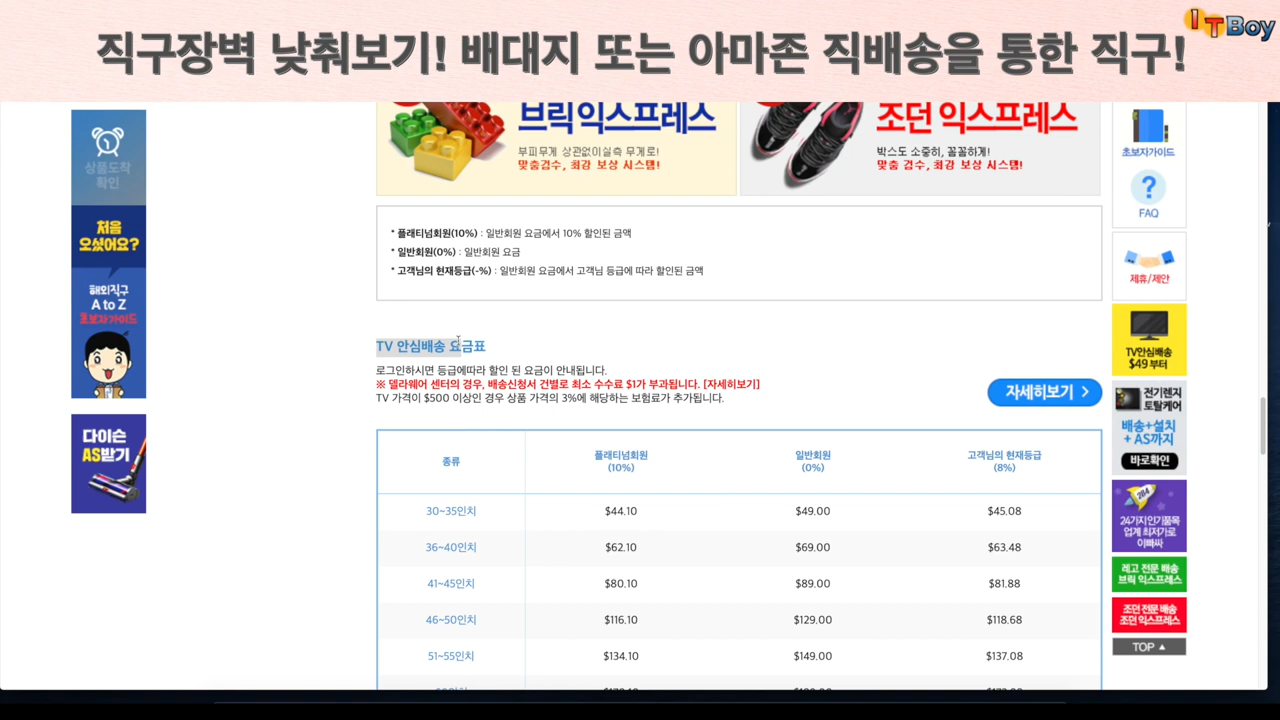 직구장벽 낮춰보기! 배대지 또는 아마존 직배송을 통한 직구!
ITBoy
상품도착
확인
처음
오셨어요?
해외직구
A to Z
초보자가이드
다이슨
AS받기
브릭 익스프레스
부피무게 상관없이 실측 무게로!
맞춤검수, 최강 보상 시스템!
조던 익스프레스
박스도 소중히, 꼼꼼하게!
맞춤 검수, 최강 보상 시스템!
* 플래티넘회원(10%) : 일반회원 요금에서 10% 할인된 금액
* 일반회원(0%) : 일반회원 요금
* 고객님의 현재등급(-%) : 일반회원 요금에서 고객님 등급에 따라 할인된 금액
TV 안심배송 요금표
로그인하시면 등급에따라 할인 된 요금이 안내됩니다.
※ 델라웨어 센터의 경우, 배송신청서 건별로 최소 수수료 $1가 부과됩니다. [자세히보기]
TV 가격이 $500 이상인 경우 상품 가격의 3%에 해당하는 보험료가 추가됩니다.
자세히보기 >
종류 플래티넘회원 (10%) 일반회원 (0%) 고객님의 현재등급 (8%)
30~35인치 $44.10 $49.00 $45.08
36~40인치 $62.10 $69.00 $63.48
41~45인치 $80.10 $89.00 $81.88
46~50인치 $116.10 $129.00 $118.68
51~55인치 $134.10 $149.00 $137.08
초보자가이드
?
FAQ
제휴/제안
TV안심배송
$49 부터
전기렌지
토탈케어
배송+설치
+ AS까지
바로확인
24가지 인기품목
업계 최저가로
이빠싸
레고 전문 배송
브릭 익스프레스
조던 전문 배송
조던 익스프레스
TOP ▲